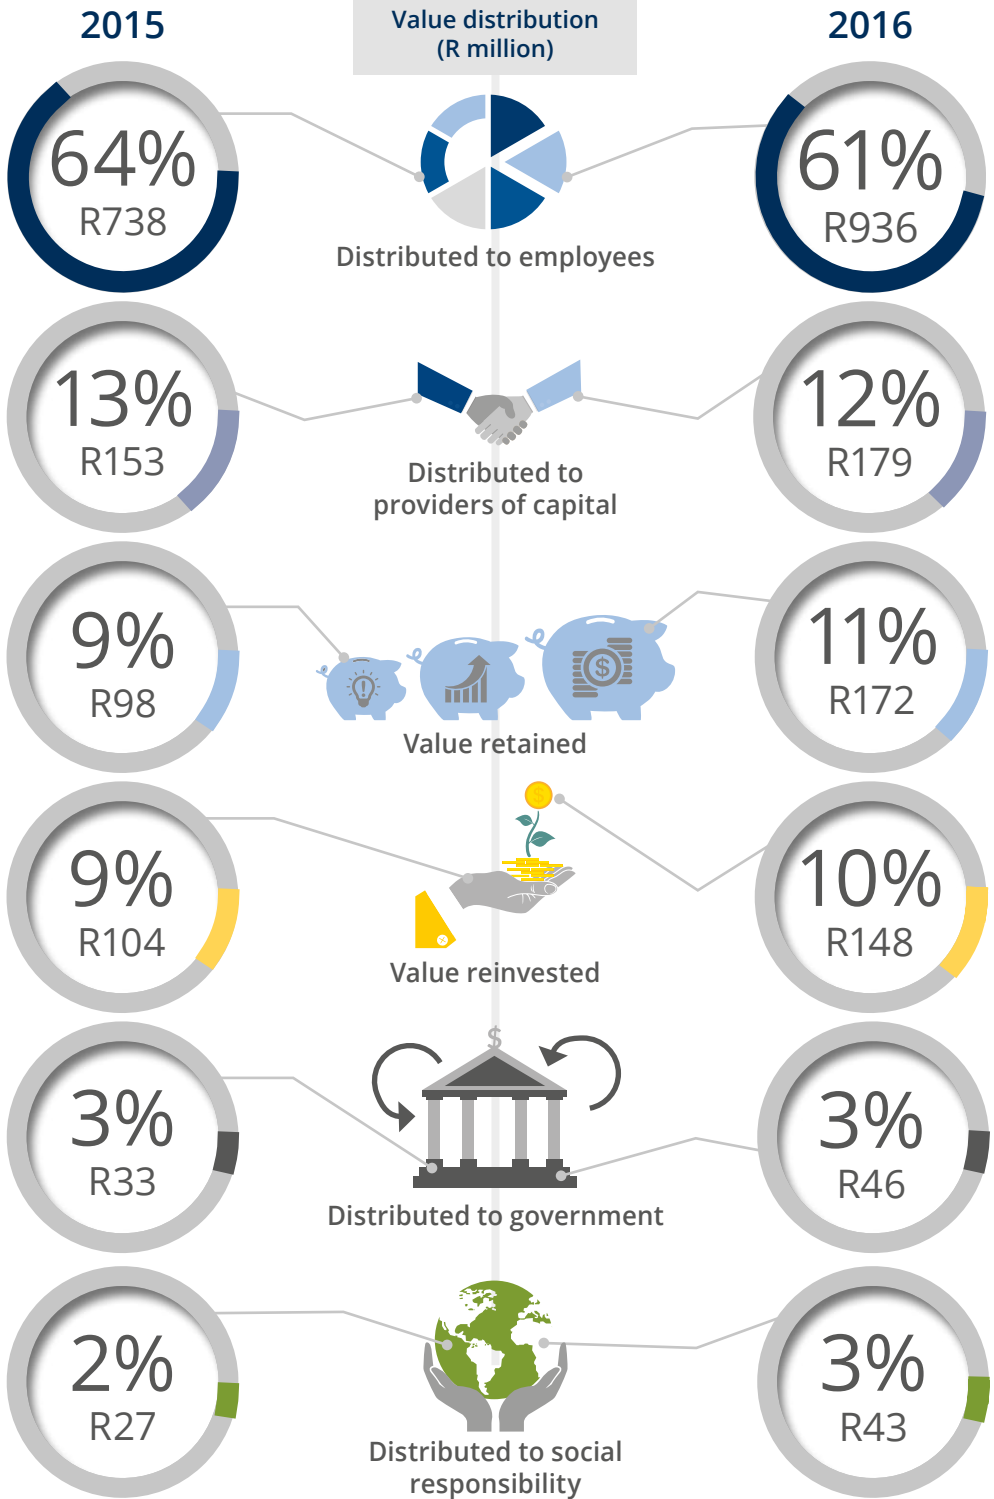 2015
Value distribution
(R million)
2016
64%
R738
Distributed to employees
61%
R936
13%
R153
Distributed to
providers of capital
12%
R179
9%
R98
$
Value retained
11%
R172
9%
R104
$
Value reinvested
10%
R148
3%
R33
$
Distributed to government
3%
R46
2%
R27
Distributed to social
responsibility
3%
R43